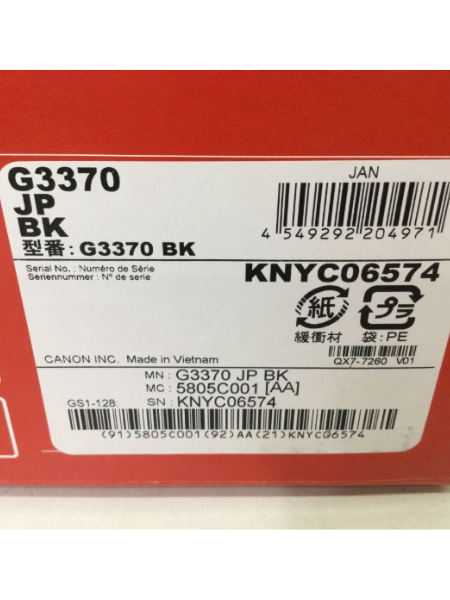 G3370
JP
BK
型番: G3370 BK
JAN
4 549292 204971
Serial No. : Numéro de Série
Seriennummer : N° de serie
KNYC06574
紙 プラ
緩衝材 袋:PE
CANON INC. Made in Vietnam
QX7-7260 V01
MN : G3370 JP BK
MC : 5805C001 [AA]
GS1-128: SN : KNYC06574
(91)5805C001(92)AA(21)KNYC06574